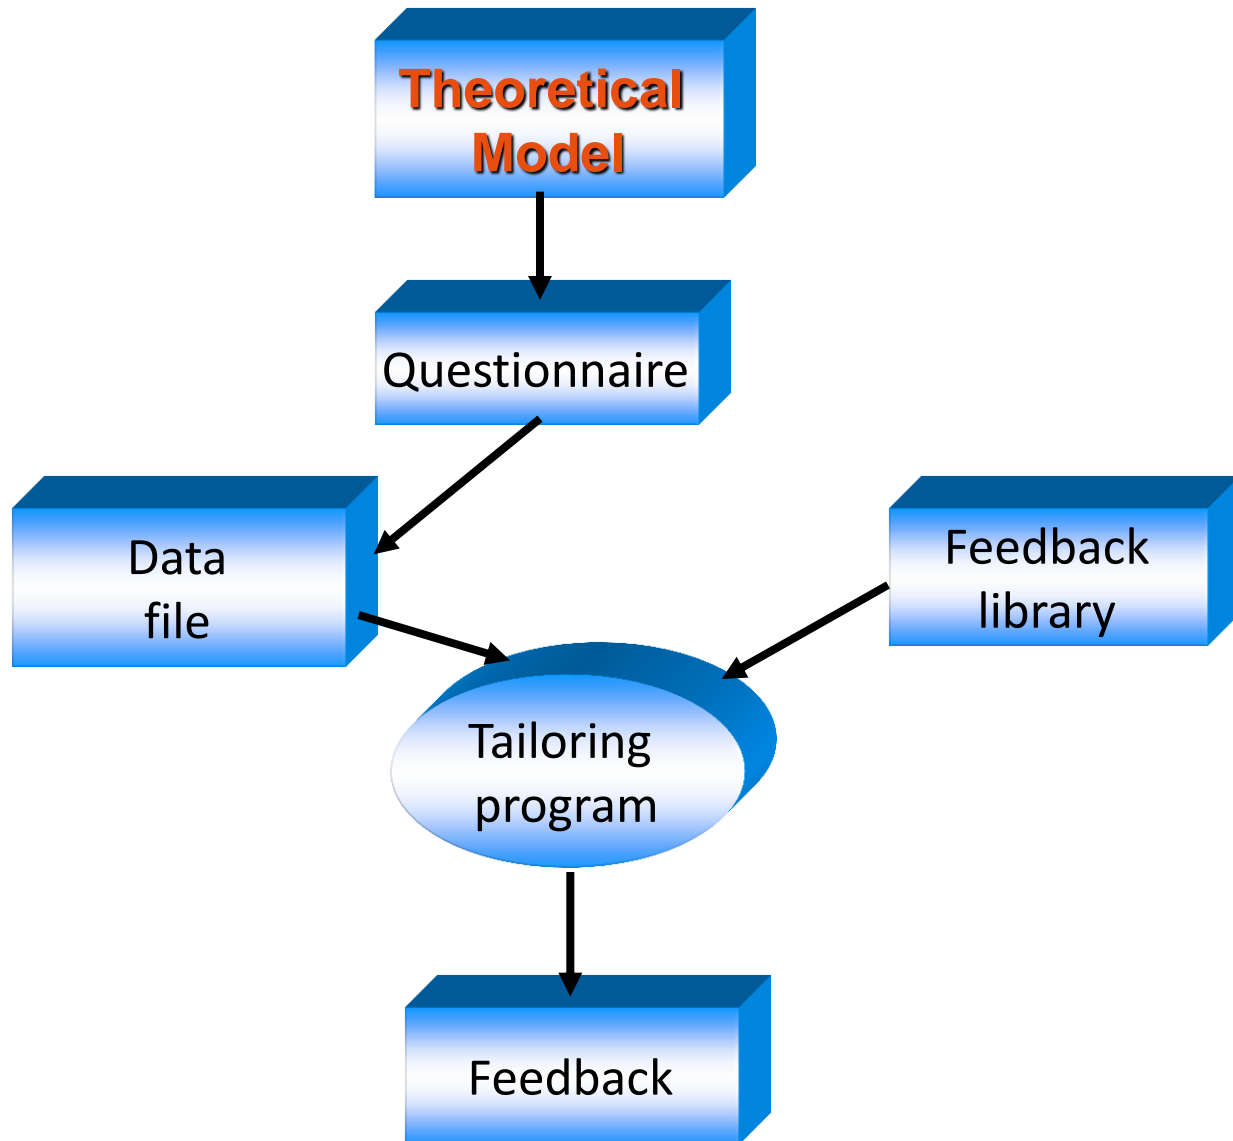 Theoretical
Model
Questionnaire
Data
file
Feedback
library
Tailoring
program
Feedback